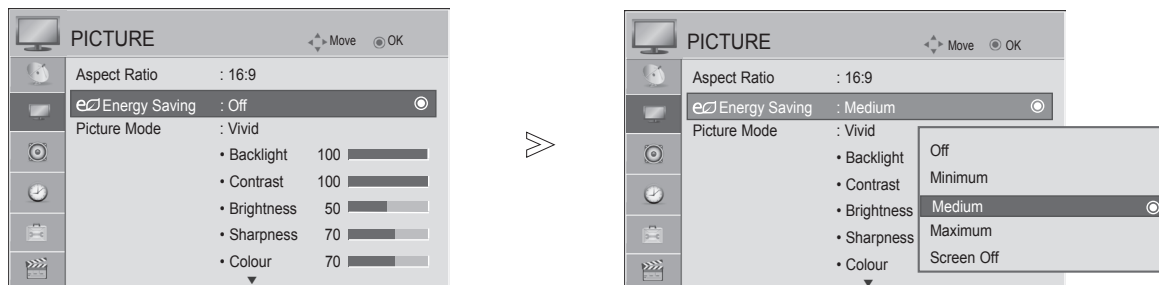 PICTURE Move OK
Aspect Ratio : 16:9
e Energy Saving : Off
Picture Mode : Vivid
• Backlight 100
• Contrast 100
• Brightness 50
• Sharpness 70
• Colour 70
PICTURE Move OK
Aspect Ratio : 16:9
e Energy Saving : Medium
Picture Mode : Vivid
• Backlight
• Contrast
• Brightness
• Sharpness
• Colour
Off
Minimum
Medium
Maximum
Screen Off